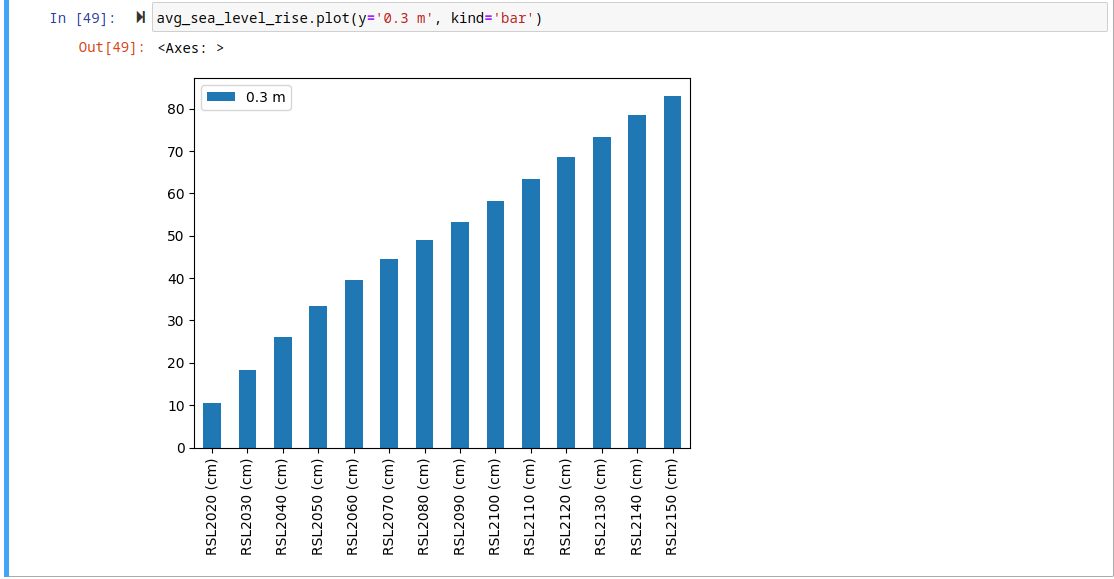 In [49]: avg_sea_level_rise.plot(y='0.3 m', kind='bar')
Out[49]: <Axes: >
0.3 m
80
70
60
50
40
30
20
10
0
RSL2020 (cm)
RSL2030 (cm)
RSL2040 (cm)
RSL2050 (cm)
RSL2060 (cm)
RSL2070 (cm)
RSL2080 (cm)
RSL2090 (cm)
RSL2100 (cm)
RSL2110 (cm)
RSL2120 (cm)
RSL2130 (cm)
RSL2140 (cm)
RSL2150 (cm)